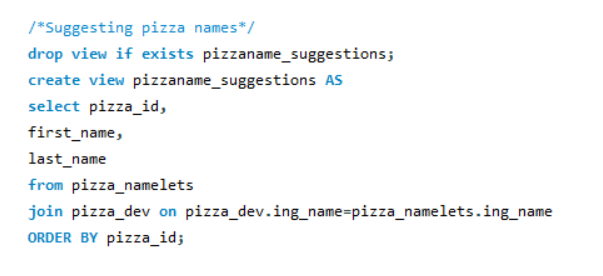 /*Suggesting pizza names*/
drop view if exists pizzaname_suggestions;
create view pizzaname_suggestions AS
select pizza_id,
first_name,
last_name
from pizza_namelets
join pizza_dev on pizza_dev.ing_name=pizza_namelets.ing_name
ORDER BY pizza_id;